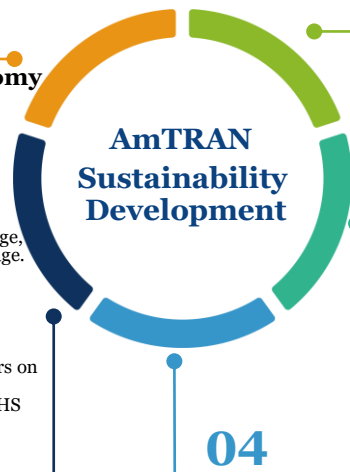 omy
AmTRAN
Sustainability
Development
ge,
ge.
rs on
HS
04